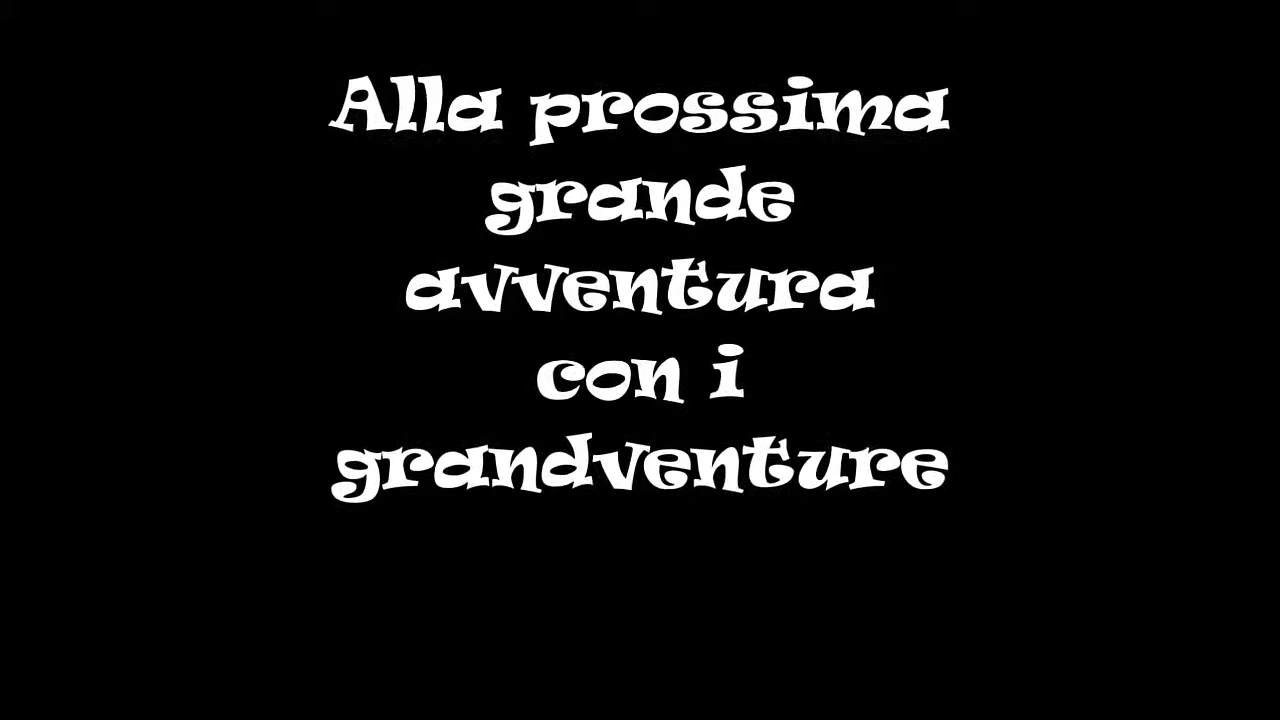 Alla prossima
grande
avventura
con i
grandventure